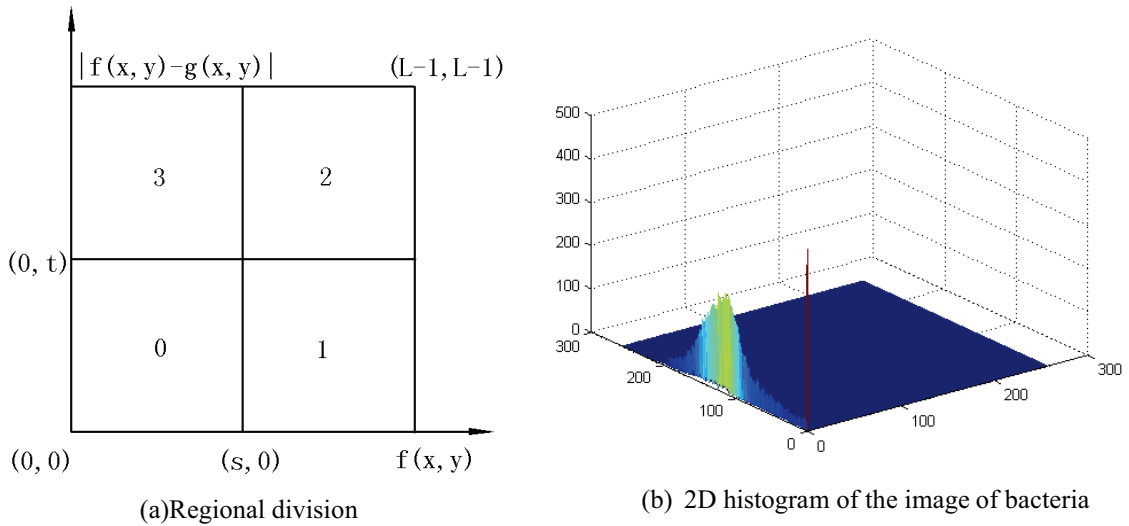 |f(x, y)-g(x, y)|
(L-1, L-1)
3
2
(0, t)
0
1
(0, 0)
(s, 0)
f(x, y)
(a)Regional division
500
400
300
200
100
0
300
200
100
0
0
100
200
300
(b) 2D histogram of the image of bacteria